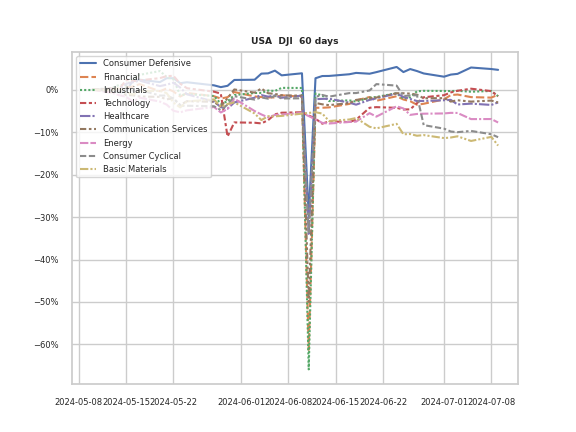 USA DJI 60 days
Consumer Defensive
Financial
Industrials
Technology
Healthcare
Communication Services
Energy
Consumer Cyclical
Basic Materials
0%
−10%
−20%
−30%
−40%
−50%
−60%
2024-05-08 2024-05-15 2024-05-22 2024-06-01 2024-06-08 2024-06-15 2024-06-22 2024-07-01 2024-07-08